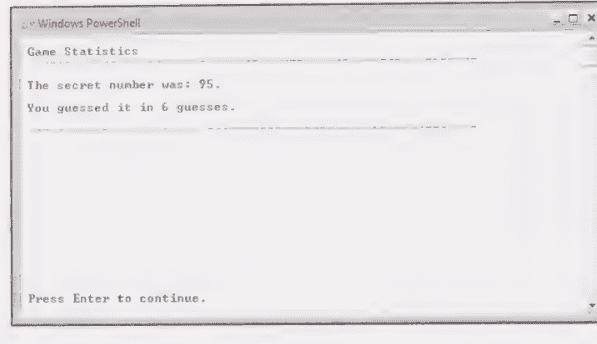 Windows PowerShell
Game Statistics
The secret number was: 95.
You guessed it in 6 guesses.
Press Enter to continue.